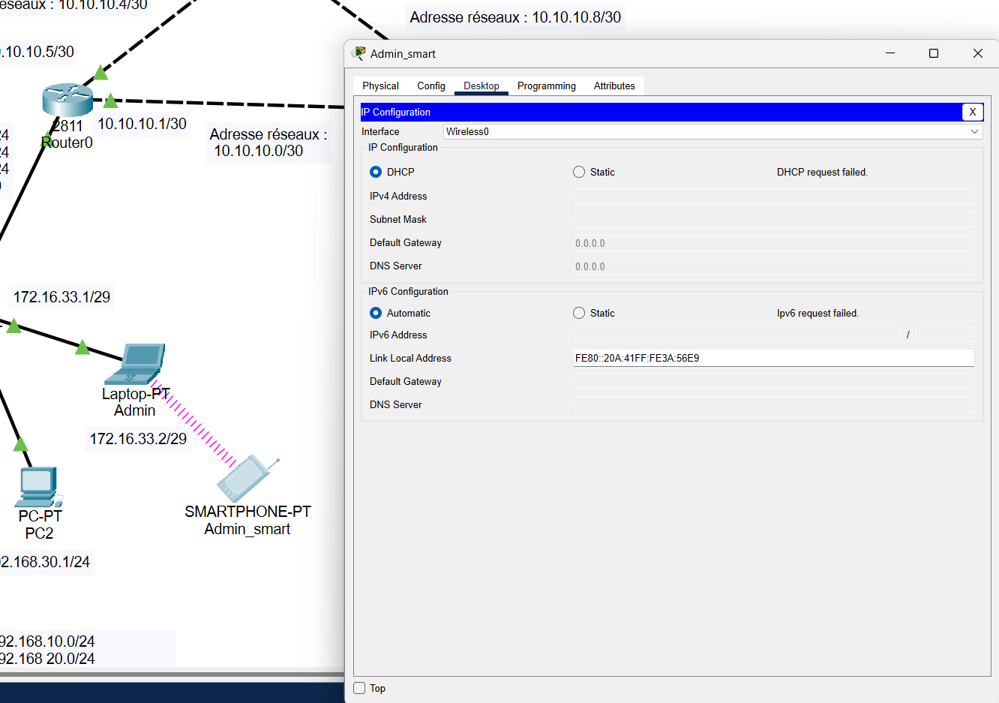 éseaux : 10.10.10.4/30
Adresse réseaux : 10.10.10.8/30
.10.10.5/30
10.10.10.1/30
2811
Router0
Adresse réseaux :
10.10.10.0/30
24
24
24
172.16.33.1/29
Laptop-PT
Admin
172.16.33.2/29
SMARTPHONE-PT
Admin_smart
PC-PT
PC2
2.168.30.1/24
92.168.10.0/24
92.168 20.0/24
Admin_smart
Physical Config Desktop Programming Attributes
IP Configuration X
Interface Wireless0
IP Configuration
DHCP Static DHCP request failed.
IPv4 Address
Subnet Mask
Default Gateway 0.0.0.0
DNS Server 0.0.0.0
IPv6 Configuration
Automatic Static Ipv6 request failed.
IPv6 Address /
Link Local Address FE80::20A:41FF:FE3A:56E9
Default Gateway
DNS Server
Top